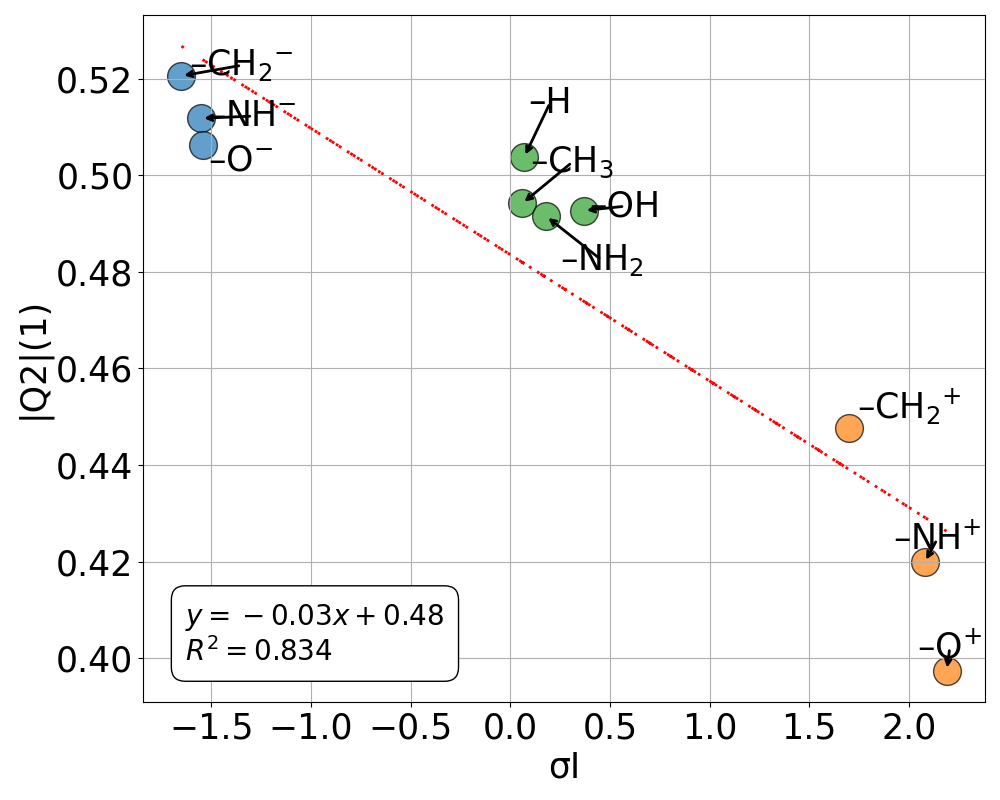 –CH₂⁻
–NH⁻
–O⁻
–H
–CH₃
–OH
–NH₂
–CH₂⁺
–NH⁺
–O⁺
0.52
0.50
0.48
0.46
0.44
0.42
0.40
|Q2|(1)
y = −0.03x + 0.48
R² = 0.834
−1.5 −1.0 −0.5 0.0 0.5 1.0 1.5 2.0
σI